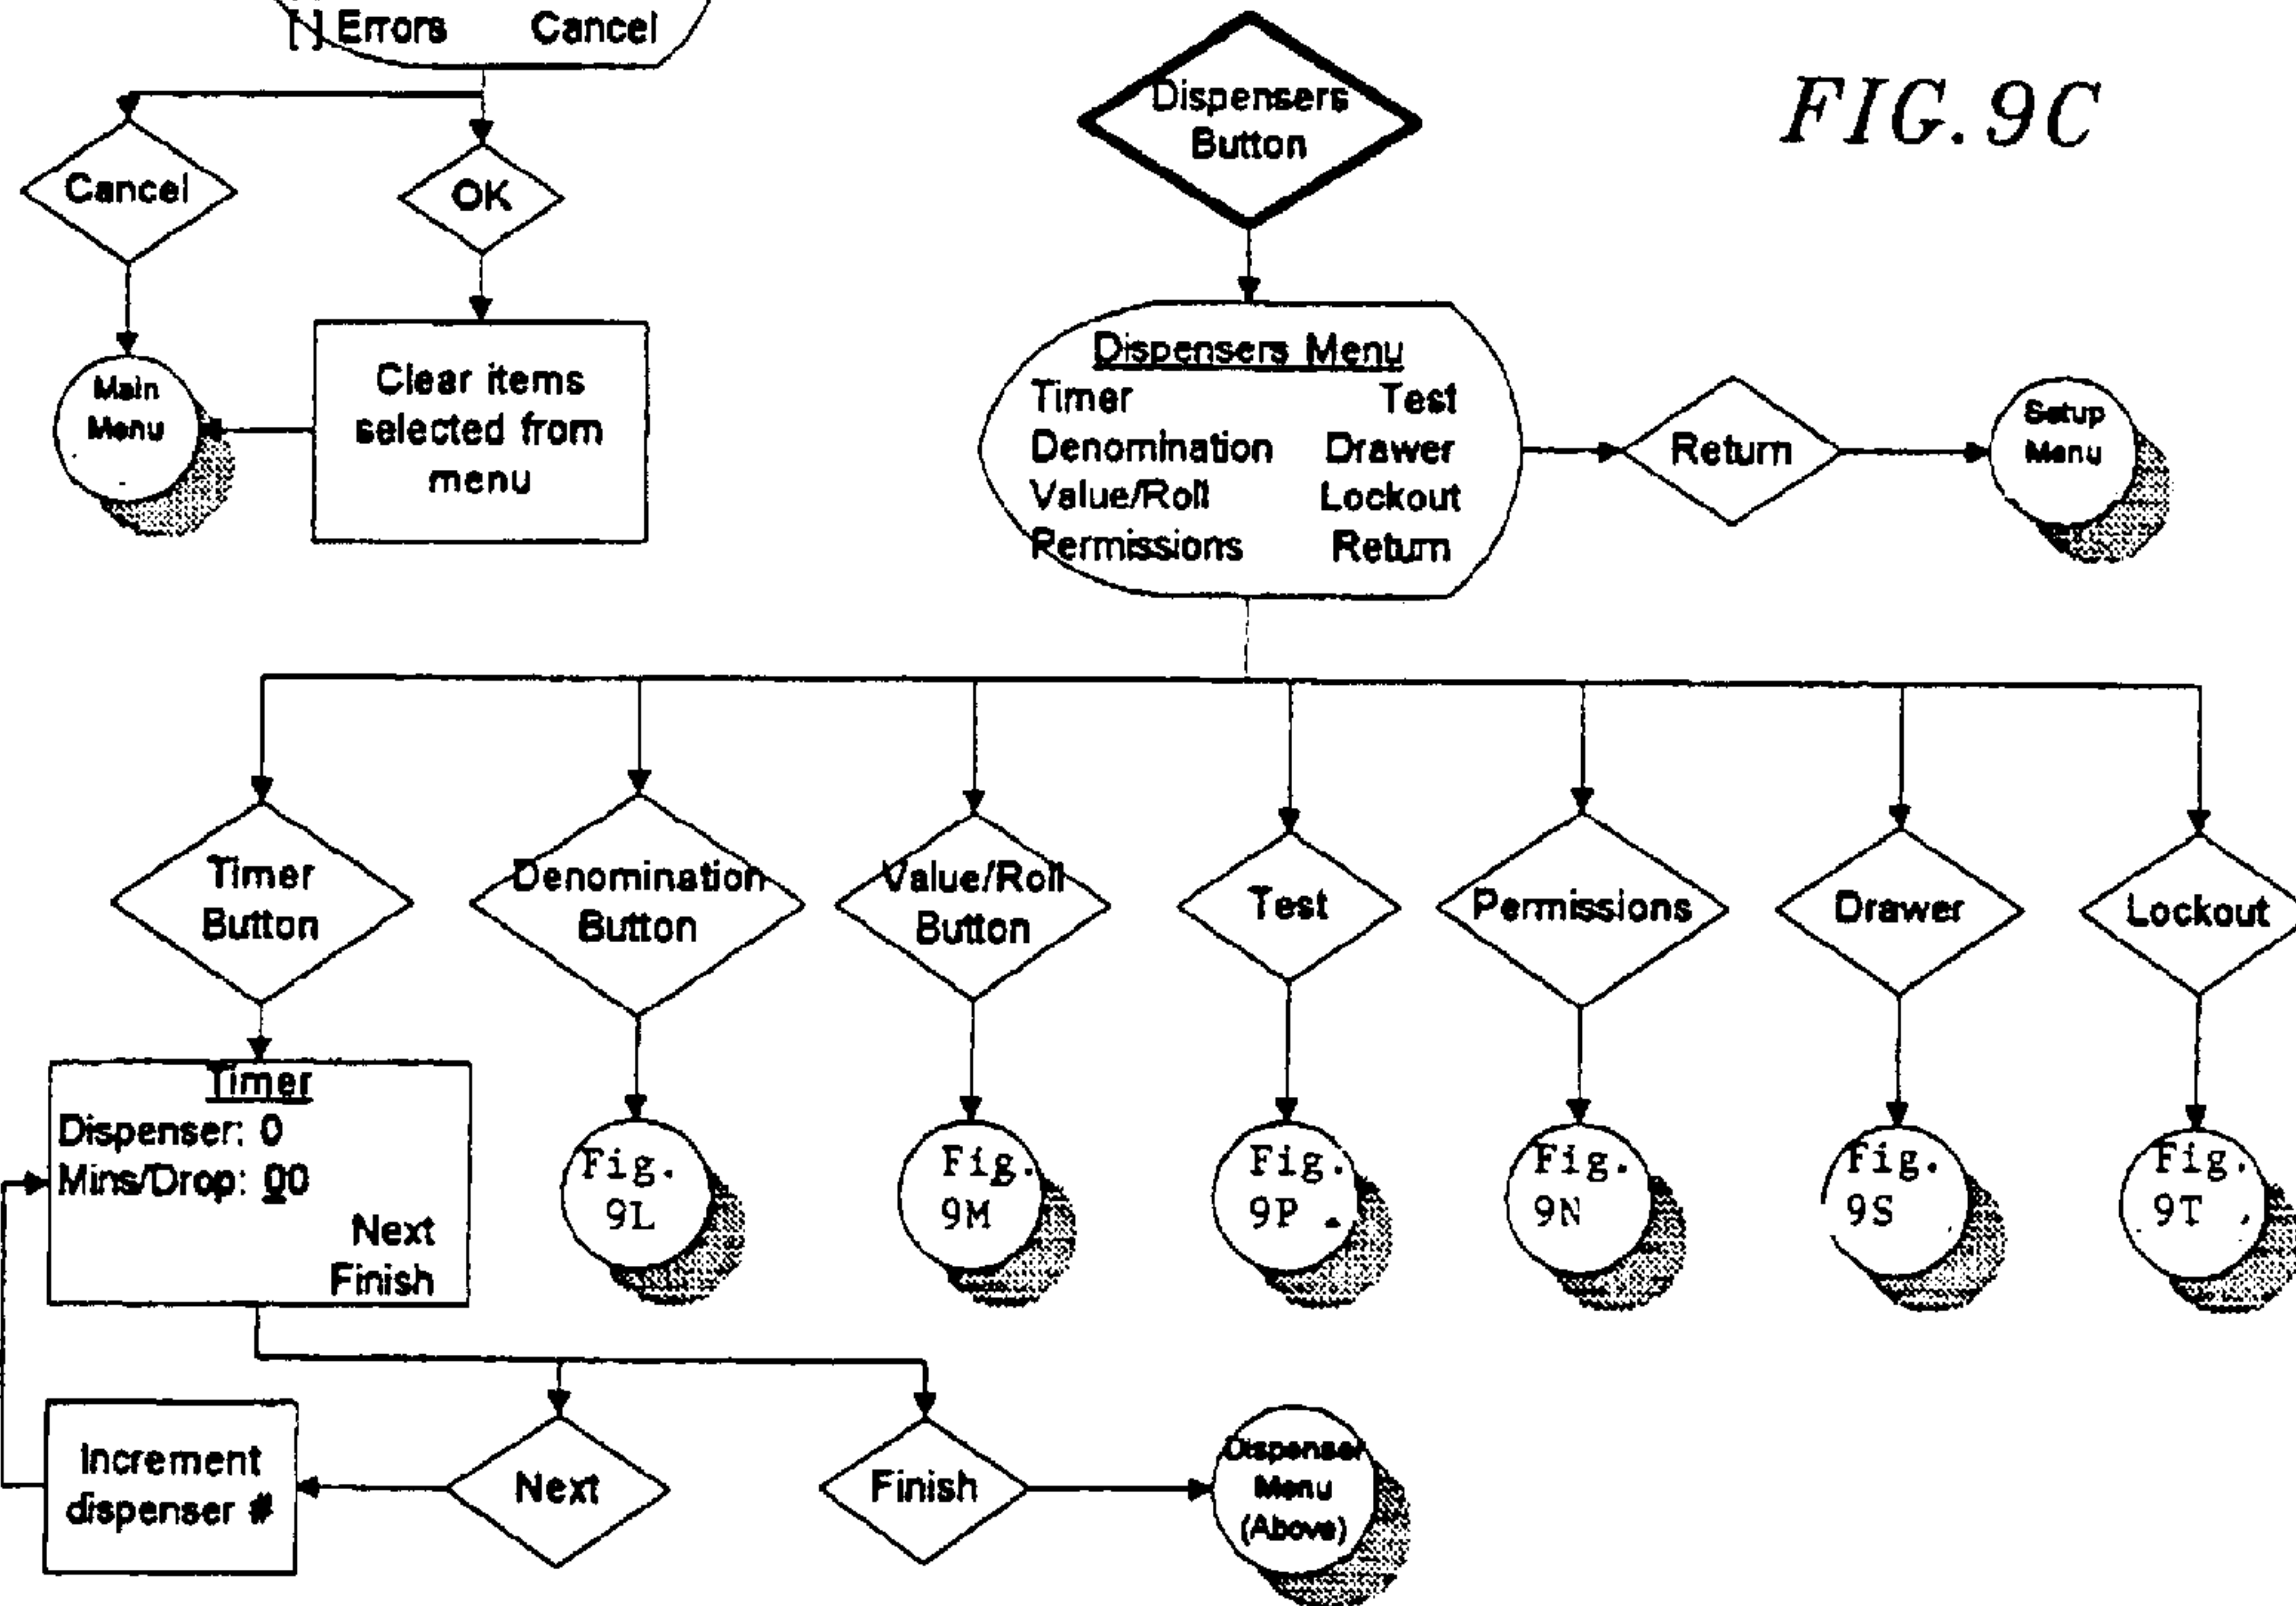 [ ] Errors Cancel
FIG. 9C
Cancel
OK
Main
Menu
Clear items
selected from
menu
Dispensers
Button
Dispensers Menu
Timer Test
Denomination Drawer
Value/Roll Lockout
Permissions Return
Return
Setup
Menu
Timer
Button
Denomination
Button
Value/Roll
Button
Test
Permissions
Drawer
Lockout
Timer
Dispenser: 0
Mins/Drop: 00
Next
Finish
Fig.
9L
Fig.
9M
Fig.
9P
Fig.
9N
Fig.
9S
Fig.
9T
Increment
dispenser #
Next
Finish
Dispenser
Menu
(Above)